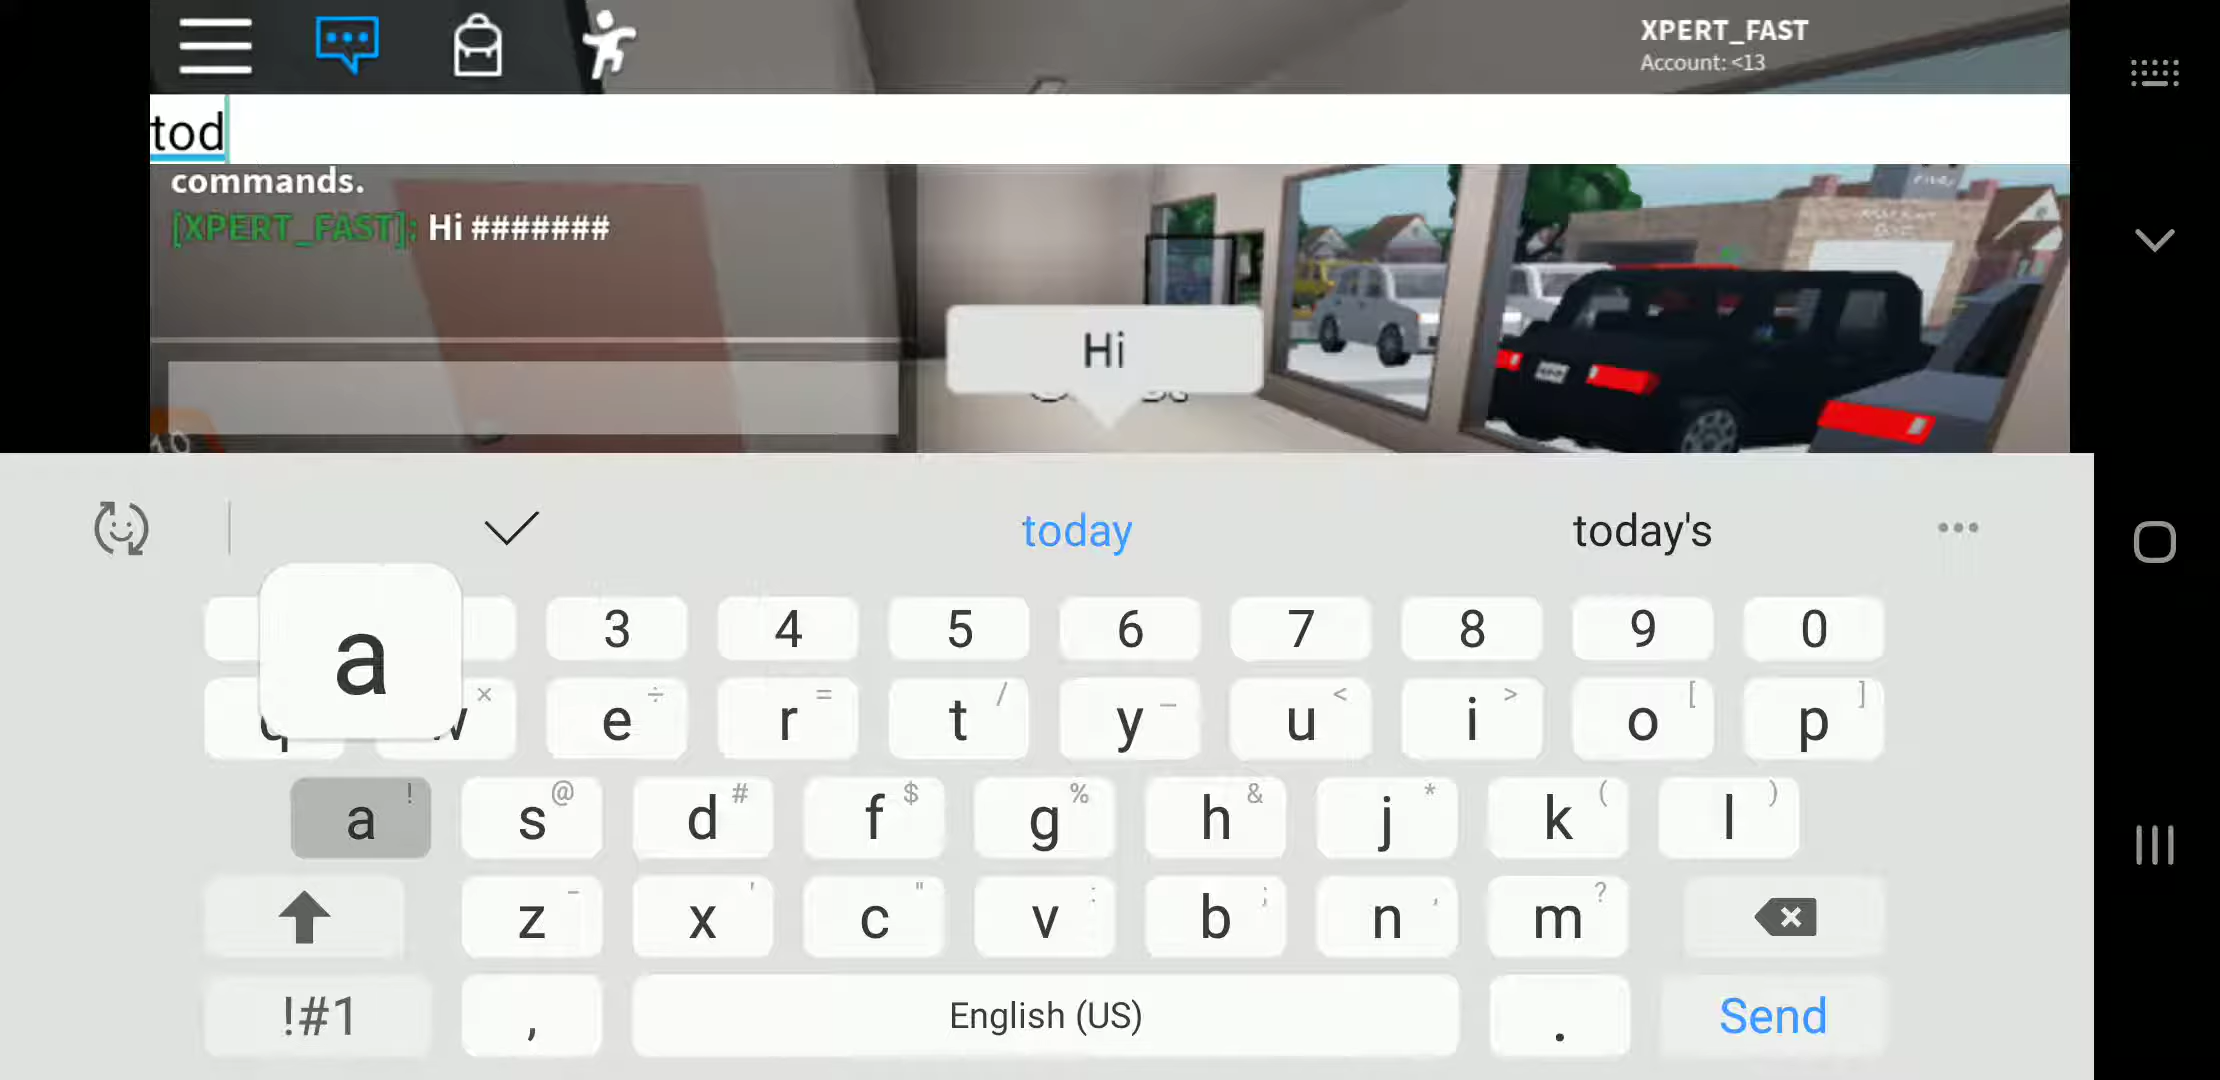 XPERT_FAST
Account: <13
tod
commands.
[XPERT_FAST]: Hi #######
Hi
10
today today's
a
3 4 5 6 7 8 9 0
q w × e ÷ r = t / y _ u < i > o [ p ]
a ! s @ d # f $ g % h & j * k ( l )
z - x ' c " v : b ; n , m ?
!#1 , English (US) . Send